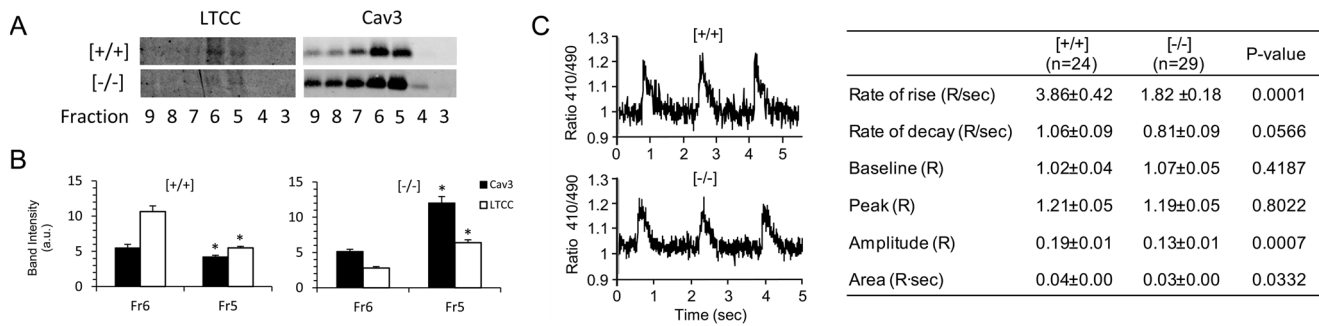 A
LTCC Cav3
[+/+]
[-/-]
Fraction 9 8 7 6 5 4 3 9 8 7 6 5 4 3
B
Band Intensity
(a.u.)
15
10
5
0
[+/+]
Fr6 Fr5
15
10
5
0
[-/-]
* * * *
Cav3
LTCC
Fr6 Fr5
C
Ratio 410/490
1.3
1.2
1.1
1
0.9
[+/+]
0 1 2 3 4 5
Ratio 410/490
1.3
1.2
1.1
1
0.9
[-/-]
0 1 2 3 4 5
Time (sec)
[+/+] [-/-] P-value
(n=24) (n=29)
Rate of rise (R/sec) 3.86±0.42 1.82 ±0.18 0.0001
Rate of decay (R/sec) 1.06±0.09 0.81±0.09 0.0566
Baseline (R) 1.02±0.04 1.07±0.05 0.4187
Peak (R) 1.21±0.05 1.19±0.05 0.8022
Amplitude (R) 0.19±0.01 0.13±0.01 0.0007
Area (R·sec) 0.04±0.00 0.03±0.00 0.0332